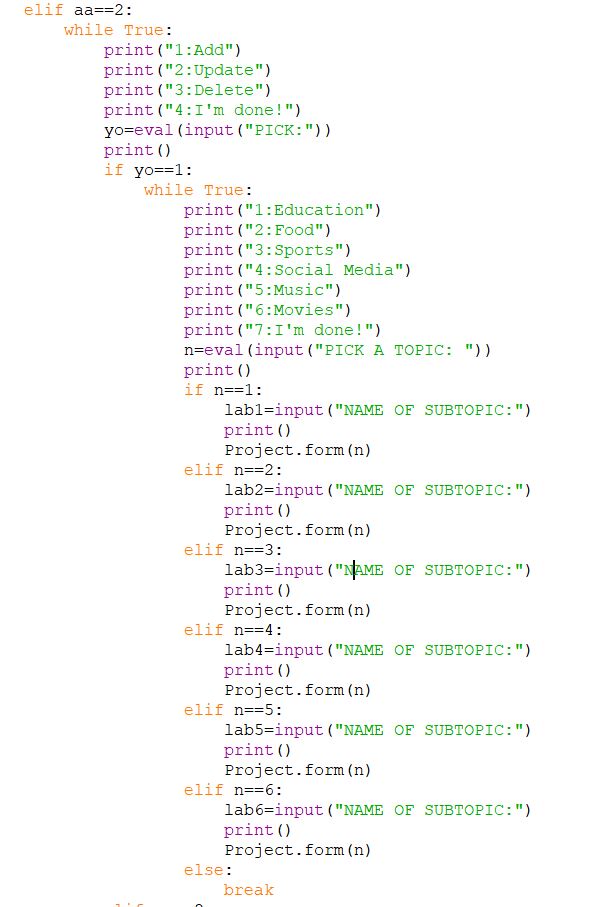 elif aa==2:
    while True:
        print("1:Add")
        print("2:Update")
        print("3:Delete")
        print("4:I'm done!")
        yo=eval(input("PICK:"))
        print()
        if yo==1:
            while True:
                print("1:Education")
                print("2:Food")
                print("3:Sports")
                print("4:Social Media")
                print("5:Music")
                print("6:Movies")
                print("7:I'm done!")
                n=eval(input("PICK A TOPIC: "))
                print()
                if n==1:
                    lab1=input("NAME OF SUBTOPIC:")
                    print()
                    Project.form(n)
                elif n==2:
                    lab2=input("NAME OF SUBTOPIC:")
                    print()
                    Project.form(n)
                elif n==3:
                    lab3=input("NAME OF SUBTOPIC:")
                    print()
                    Project.form(n)
                elif n==4:
                    lab4=input("NAME OF SUBTOPIC:")
                    print()
                    Project.form(n)
                elif n==5:
                    lab5=input("NAME OF SUBTOPIC:")
                    print()
                    Project.form(n)
                elif n==6:
                    lab6=input("NAME OF SUBTOPIC:")
                    print()
                    Project.form(n)
                else:
                    break